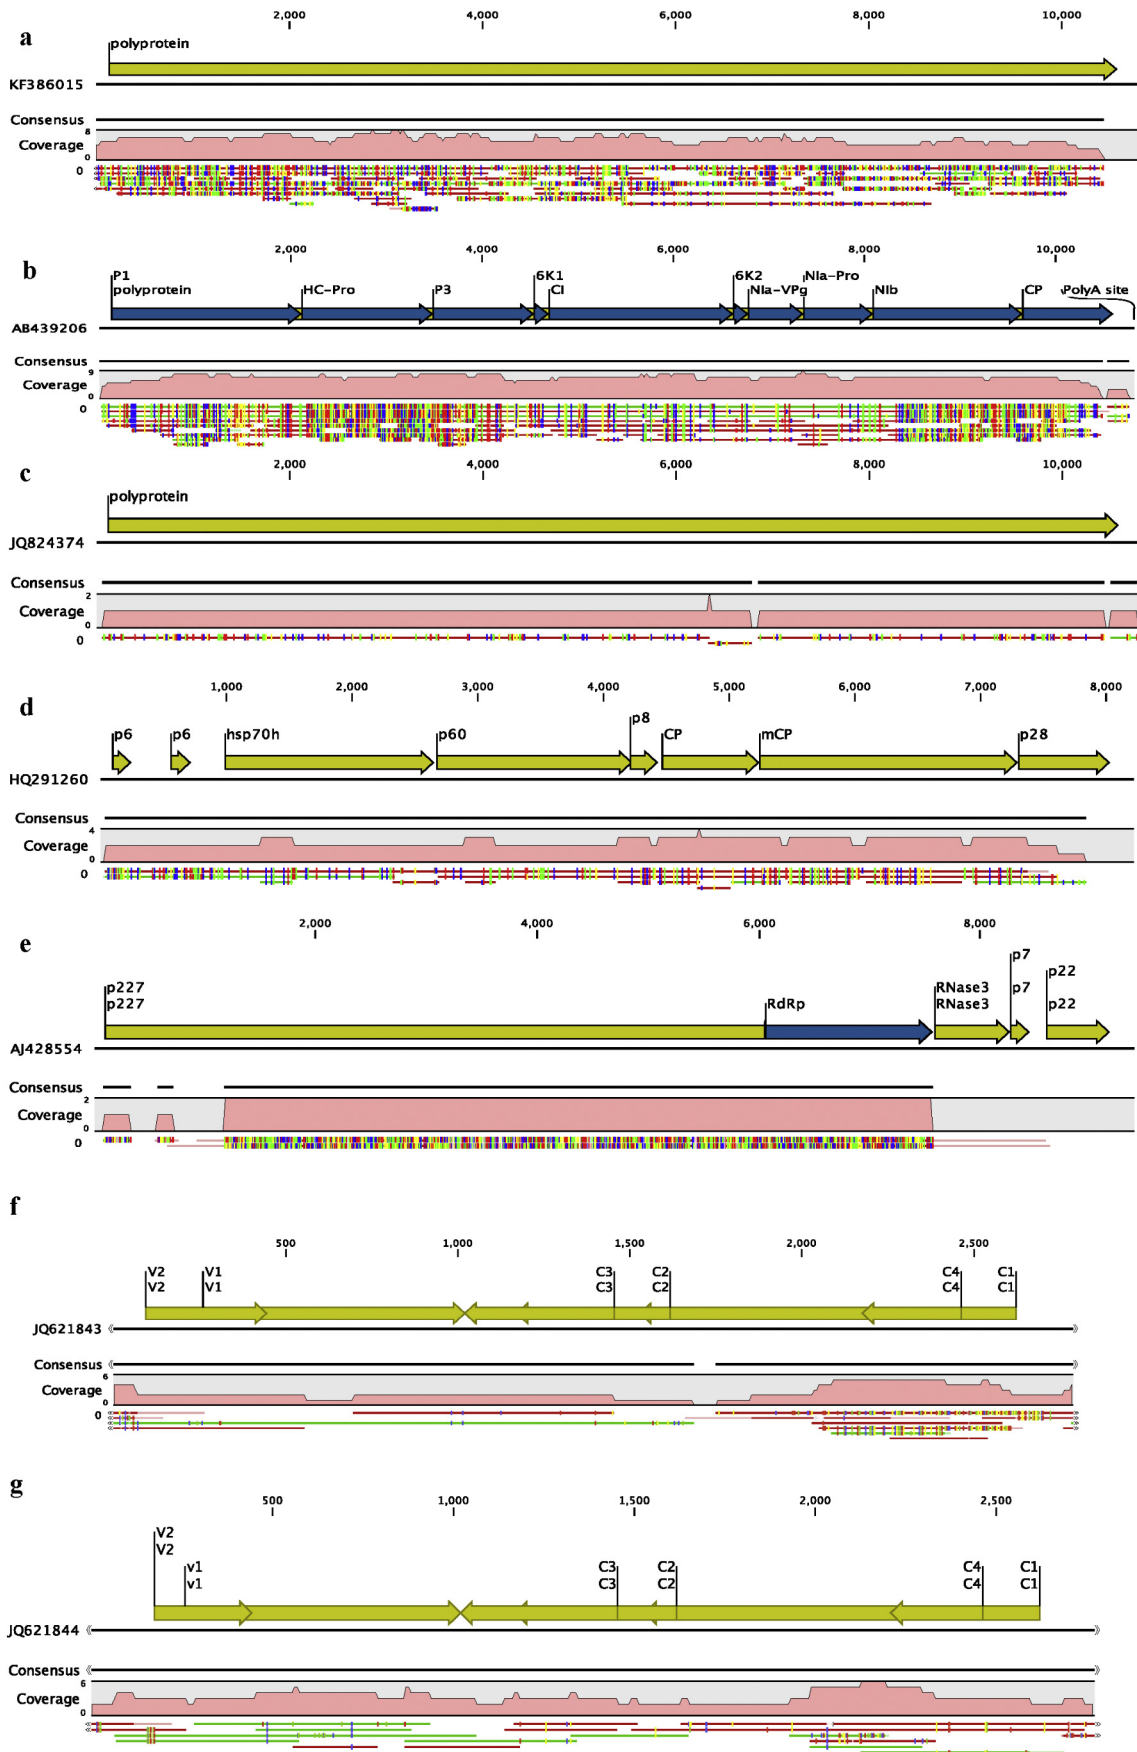 a
2,000 4,000 6,000 8,000 10,000
polyprotein
KF386015
Consensus
8
Coverage
0
0
b
2,000 4,000 6,000 8,000 10,000
P1 6K1 6K2 NIa-Pro
polyprotein HC-Pro P3 CI NIa-VPg NIb CP PolyA site
AB439206
Consensus
9
Coverage
0
0
c
2,000 4,000 6,000 8,000 10,000
polyprotein
JQ824374
Consensus
2
Coverage
0
0
d
1,000 2,000 3,000 4,000 5,000 6,000 7,000 8,000
p8
p6 p6 hsp70h p60 CP mCP p28
HQ291260
Consensus
4
Coverage
0
0
e
2,000 4,000 6,000 8,000
p7
p22
p227 RNase3 p7
p227 RdRp RNase3 p22
AJ428554
Consensus
2
Coverage
0
0
f
500 1,000 1,500 2,000 2,500
V2 V1 C3 C2 C4 C1
V2 V1 C3 C2 C4 C1
JQ621843
Consensus
6
Coverage
0
0
g
500 1,000 1,500 2,000 2,500
V2
V2
v1 C3 C2 C4 C1
v1 C3 C2 C4 C1
JQ621844
Consensus
6
Coverage
0